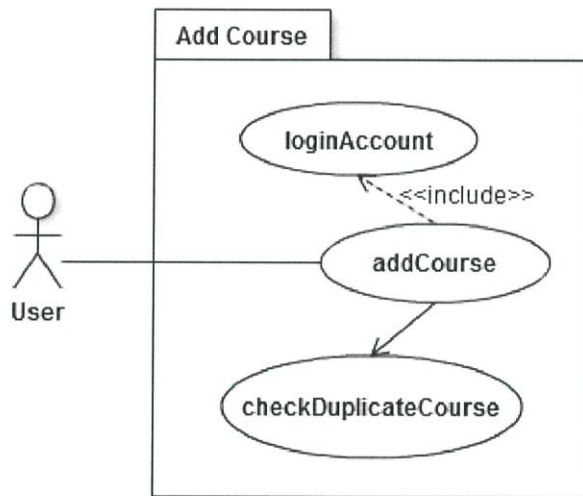 Add Course
loginAccount
<<include>>
addCourse
User
checkDuplicateCourse